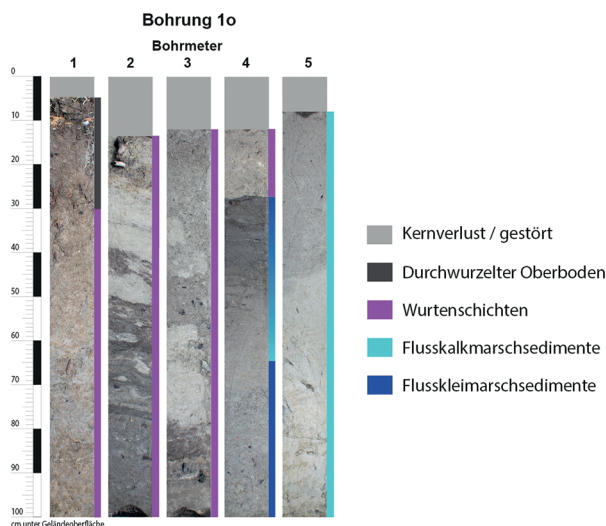 Bohrung 1o
Bohrmeter
1 2 3 4 5
0
10
20
30
40
50
60
70
80
90
100
cm unter Geländeoberfläche
Kernverlust / gestört
Durchwurzelter Oberboden
Wurtenschichten
Flusskalkmarschsedimente
Flusskleimarschsedimente